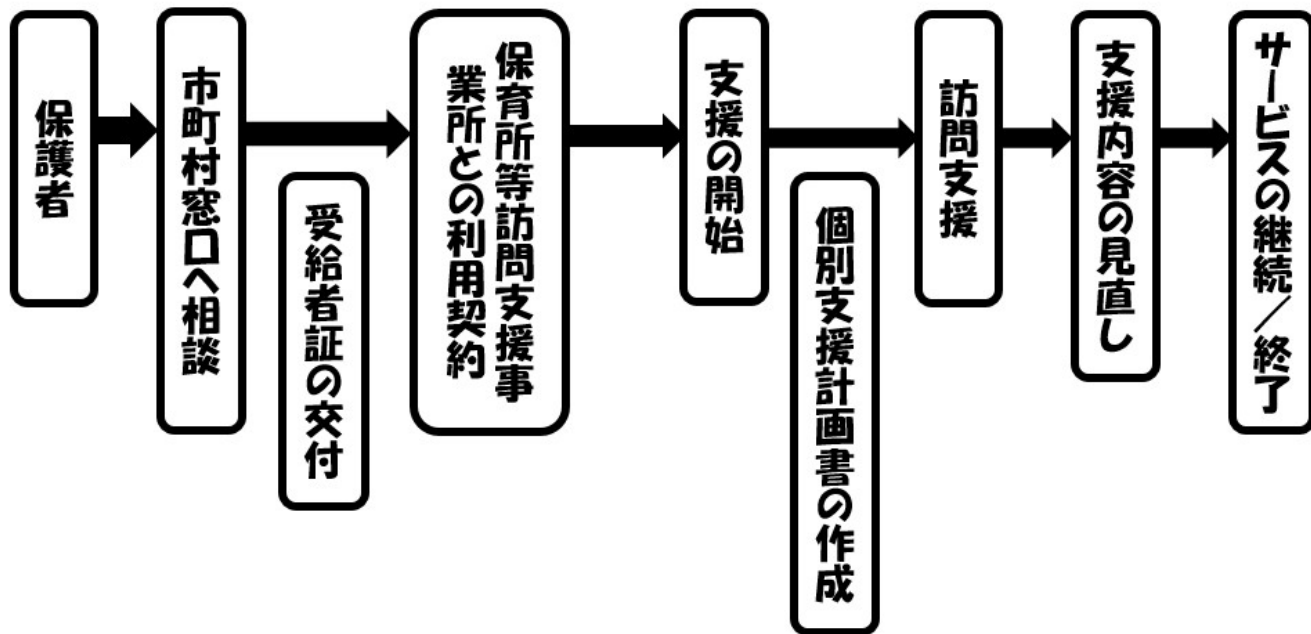 保護者
市町村窓口へ相談
受給者証の交付
保育所等訪問支援事
業所との利用契約
支援の開始
個別支援計画書の作成
訪問支援
支援内容の見直し
サービスの継続／終了